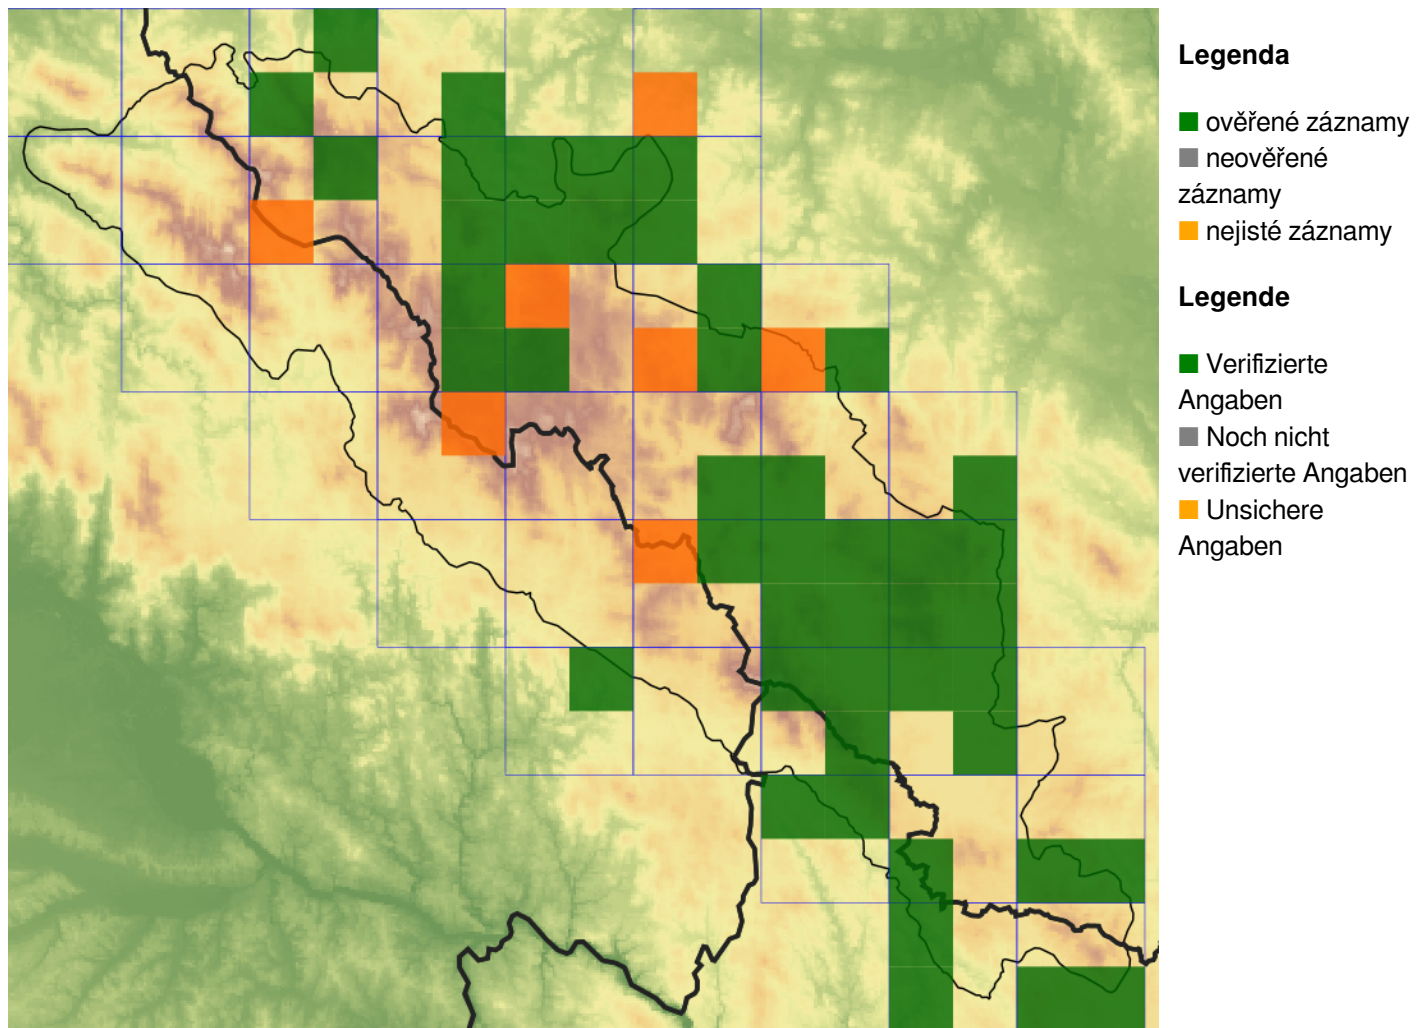 Legenda
ověřené záznamy
neověřené
záznamy
nejisté záznamy
Legende
Verifizierte
Angaben
Noch nicht
verifizierte Angaben
Unsichere
Angaben